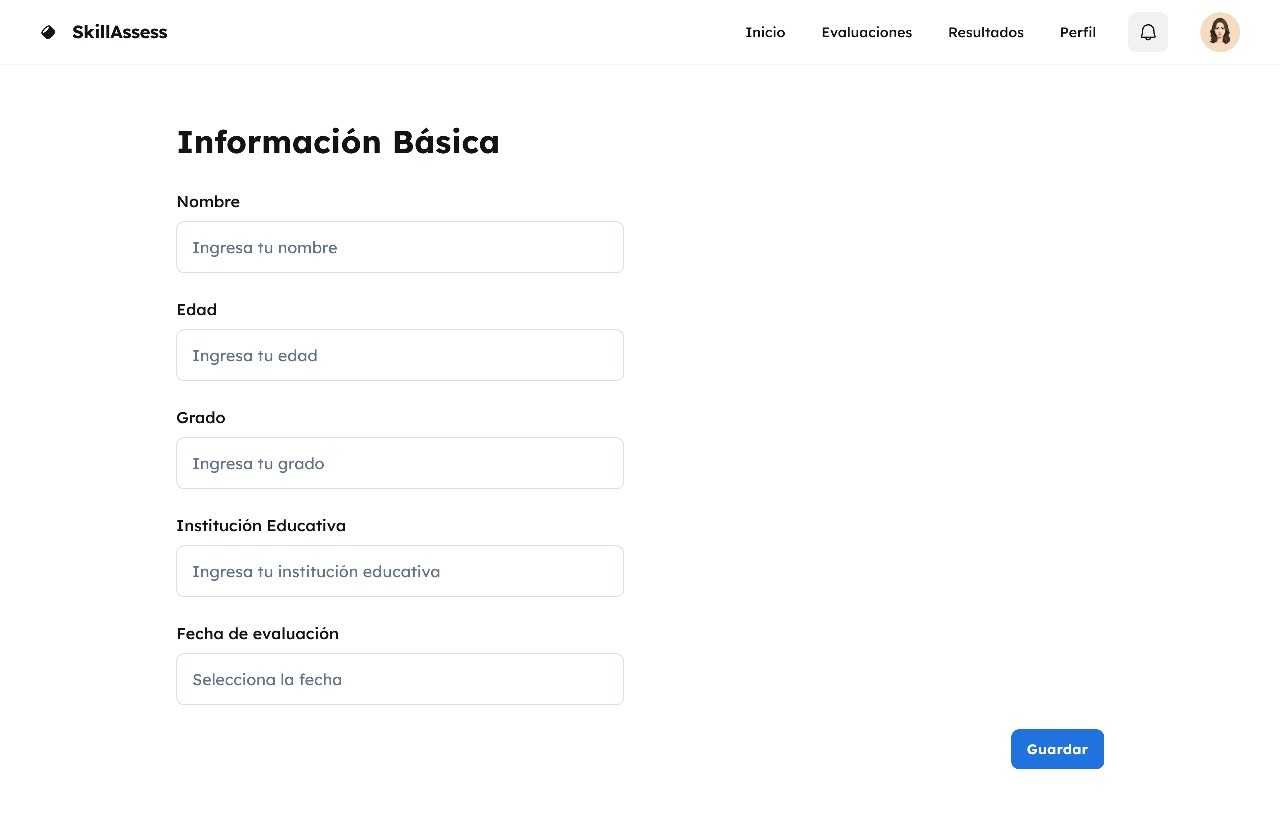 SkillAssess
Inicio
Evaluaciones
Resultados
Perfil
Información Básica
Nombre
Ingresa tu nombre
Edad
Ingresa tu edad
Grado
Ingresa tu grado
Institución Educativa
Ingresa tu institución educativa
Fecha de evaluación
Selecciona la fecha
Guardar